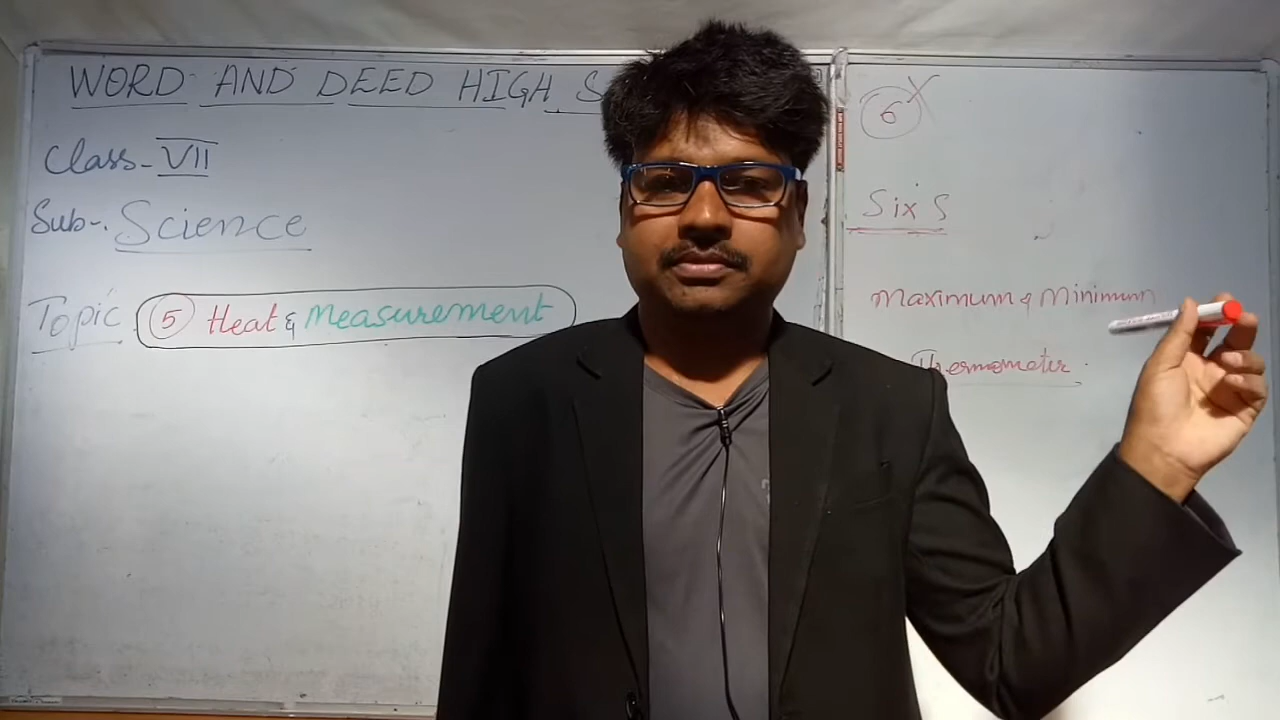 WORD AND DEED HIGH S
Class- VII
Sub-. Science
Topic. 5 Heat & Measurement
6 X
Six's
Maximum & Minimum
Thermometer.